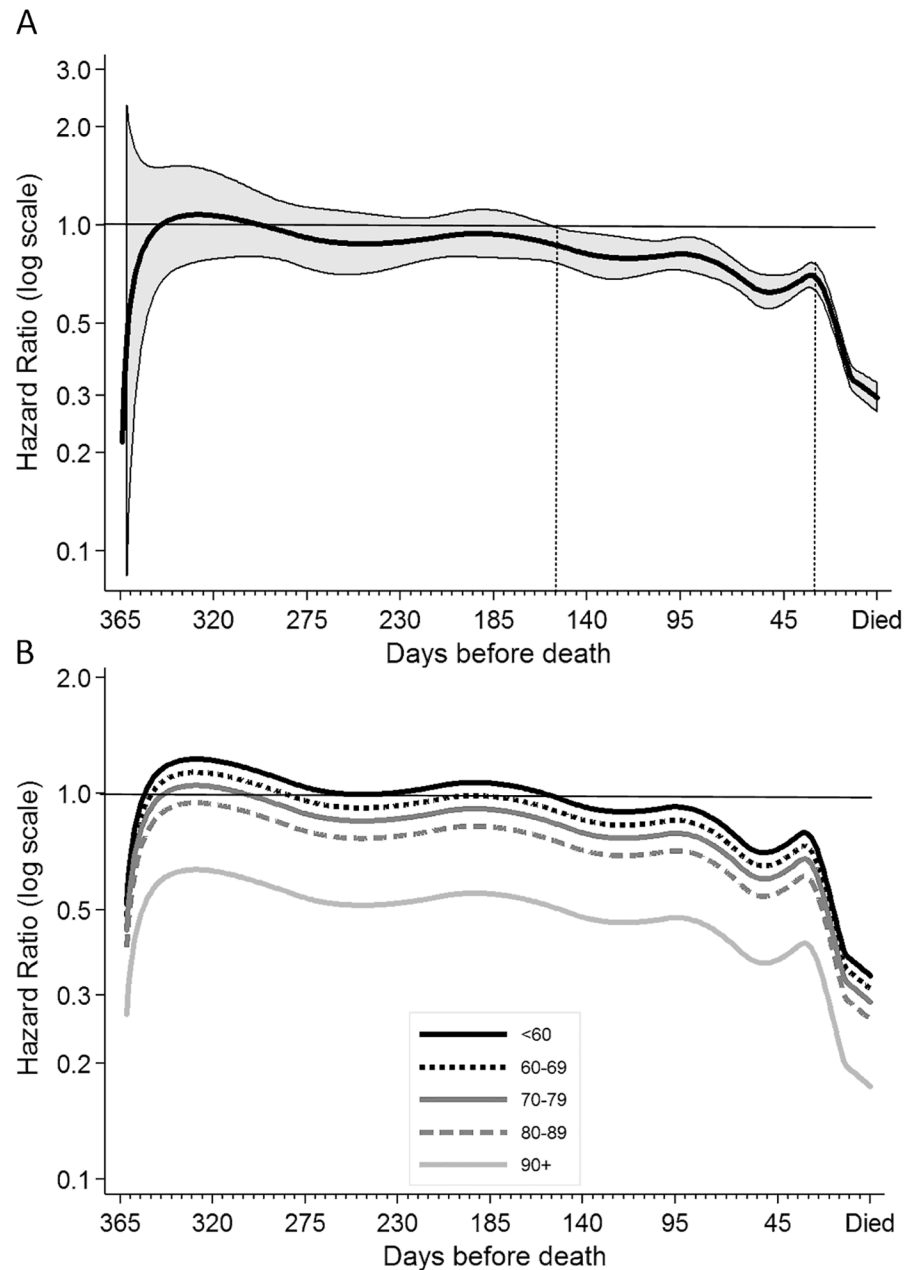 A
Hazard Ratio (log scale)
3.0
2.0
1.0
0.5
0.3
0.2
0.1
365 320 275 230 185 140 95 45 Died
Days before death
B
Hazard Ratio (log scale)
2.0
1.0
0.5
0.3
0.2
0.1
<60
60-69
70-79
80-89
90+
365 320 275 230 185 140 95 45 Died
Days before death